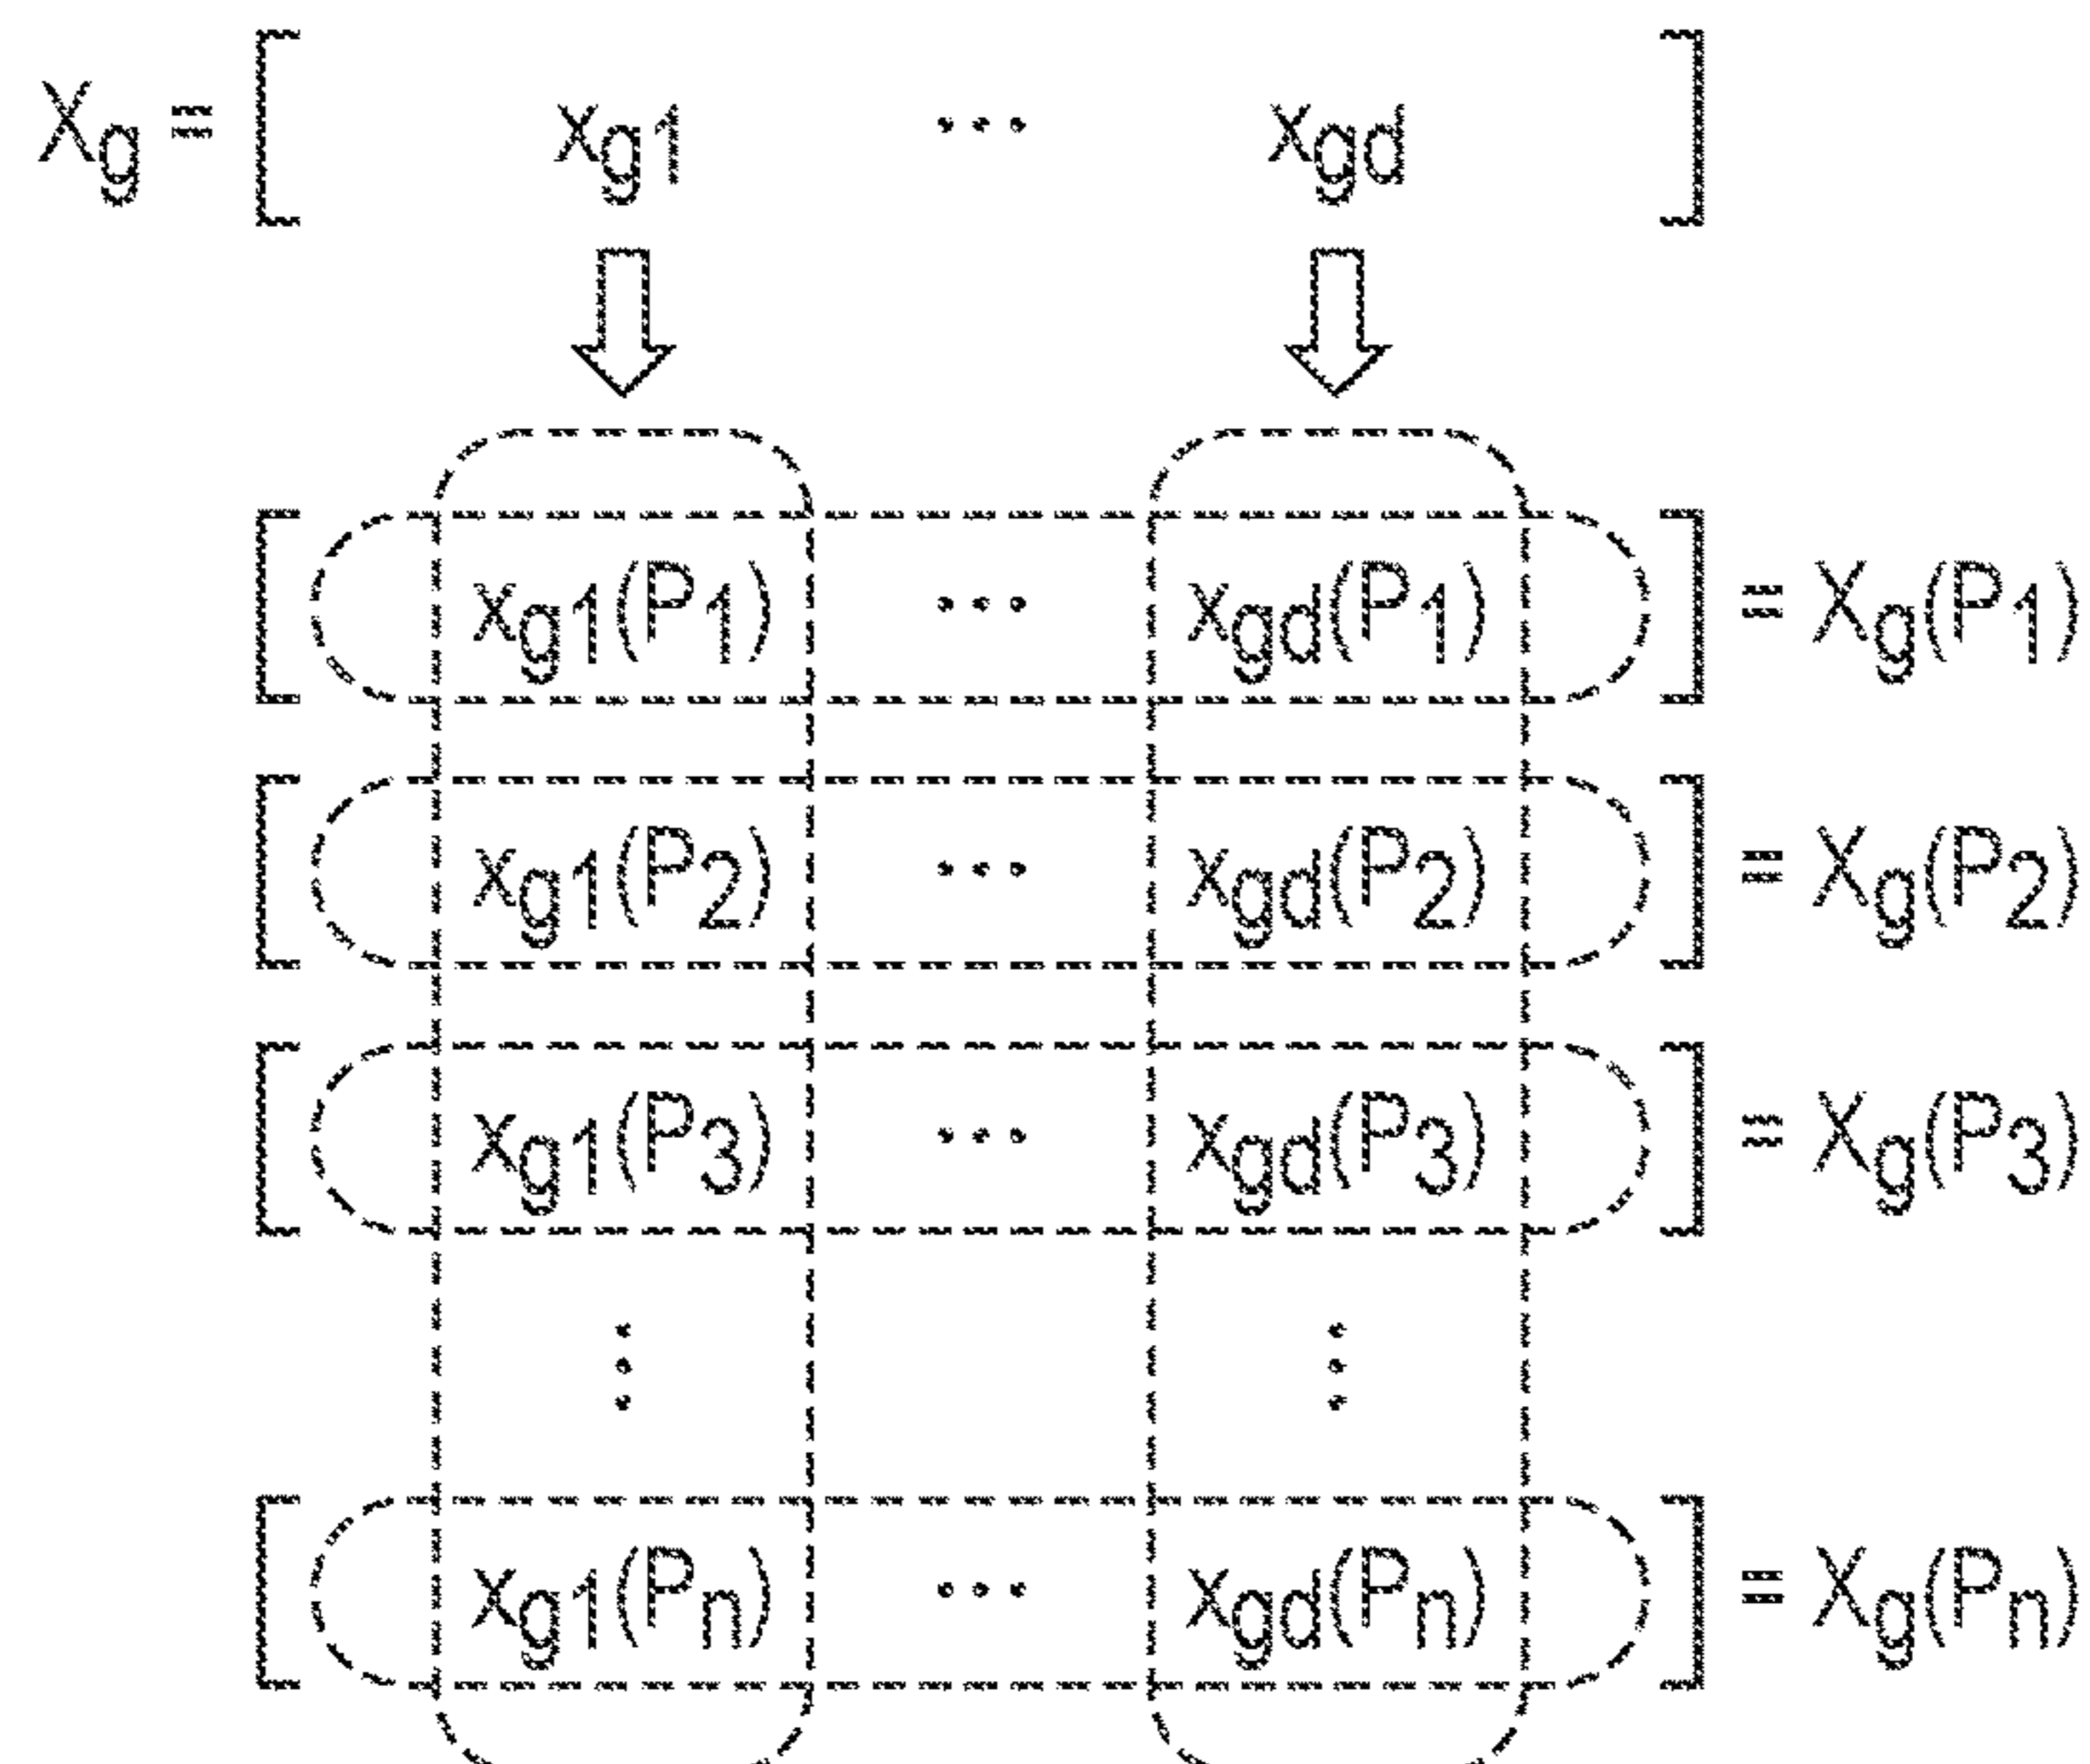 Xg = [ xg1 ... xgd ]
[ xg1(P1) ... xgd(P1) ] = Xg(P1)
[ xg1(P2) ... xgd(P2) ] = Xg(P2)
[ xg1(P3) ... xgd(P3) ] = Xg(P3)
⋮ ⋮
[ xg1(Pn) ... xgd(Pn) ] = Xg(Pn)